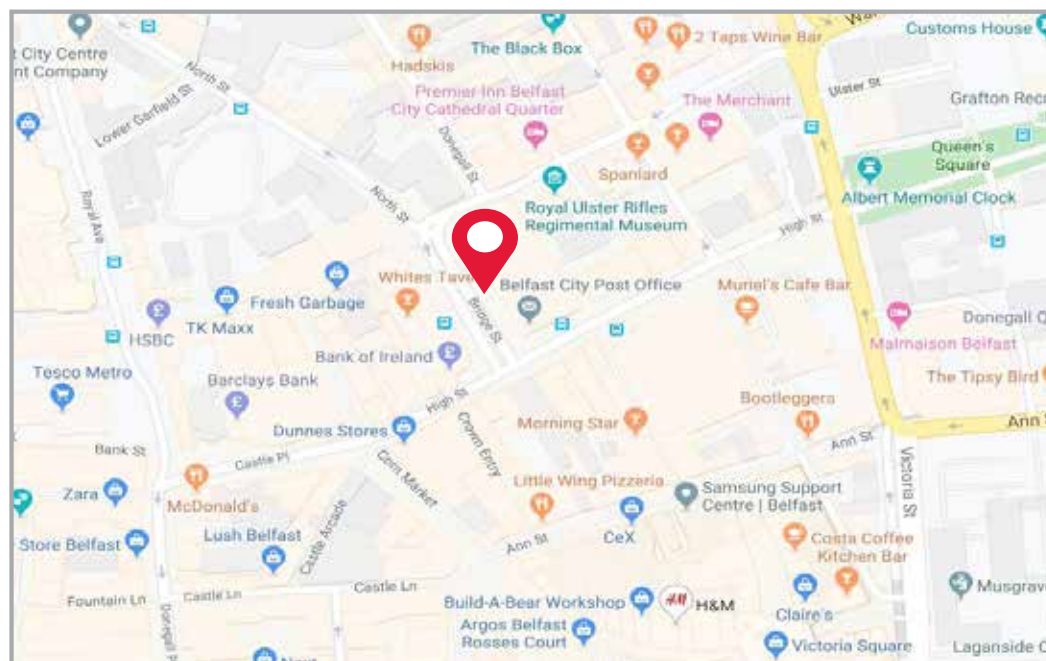 War
Customs House
2 Taps Wine Bar
The Black Box
t City Centre
nt Company
Hadskis
North St
Ulster St
Premier Inn Belfast
City Cathedral Quarter
The Merchant
Grafton Recr
Lower Garfield St
Donegall St
Queen's
Square
Spaniard
Albert Memorial Clock
Royal Ave
North St
Royal Ulster Rifles
Regimental Museum
High St
Whites Tave
Belfast City Post Office
Muriel's Cafe Bar
Fresh Garbage
TK Maxx
Bridge St
Donegall Q
HSBC
£
Malmaison Belfast
Bank of Ireland
£
Tesco Metro
Barclays Bank
£
The Tipsy Bird
High St
Bootleggers
Dunnes Stores
Morning Star
Ann S
Crown Entry
Ann St
Bank St
Castle Pl
Corn Market
Victoria St
Zara
McDonald's
Little Wing Pizzeria
Samsung Support
Centre | Belfast
Castle Arcade
Store Belfast
Lush Belfast
CeX
Ann St
Costa Coffee
Kitchen Bar
Castle Ln
Castle Ln
Fountain Ln
Build-A-Bear Workshop
H&M
H&M
Musgrave
Claire's
Donegall P
Argos Belfast
Rosses Court
Victoria Square
Laganside C
Next